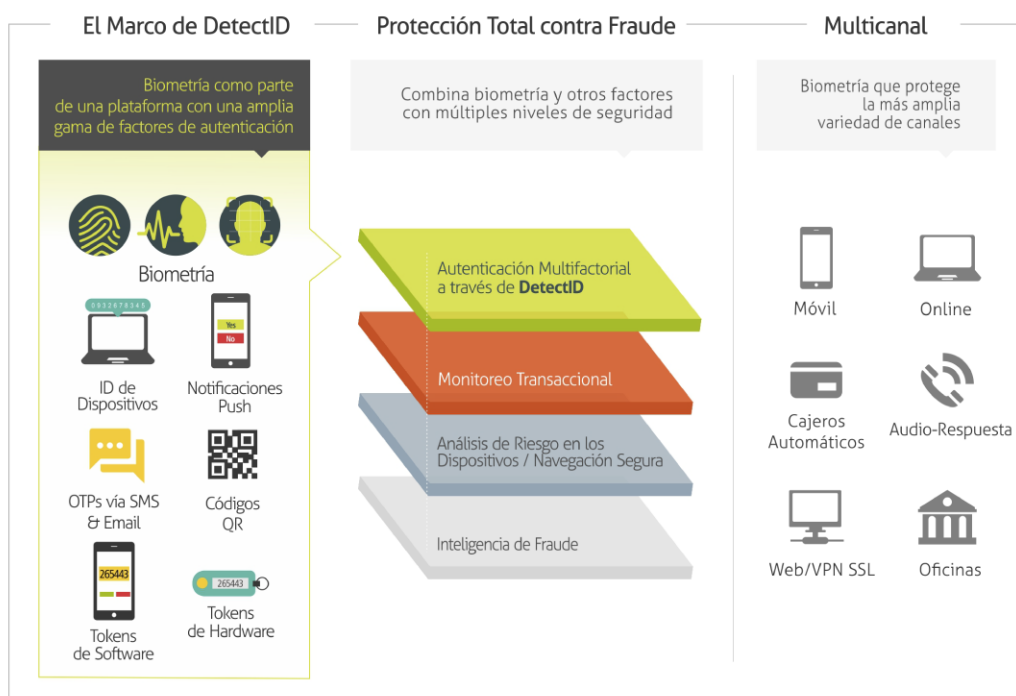 El Marco de DetectID
Biometría como parte
de una plataforma con una amplia
gama de factores de autenticación
Biometría
0932678345
ID de
Dispositivos
Yes
No
Notificaciones
Push
OTPs vía SMS
& Email
Códigos
QR
265443
Tokens
de Software
265443
Tokens
de Hardware
Protección Total contra Fraude
Combina biometría y otros factores
con múltiples niveles de seguridad
Autenticación Multifactorial
a través de DetectID
Monitoreo Transaccional
Análisis de Riesgo en los
Dispositivos / Navegación Segura
Inteligencia de Fraude
Multicanal
Biometría que protege
la más amplia
variedad de canales
Móvil
Online
Cajeros
Automáticos
Audio-Respuesta
Web/VPN SSL
Oficinas